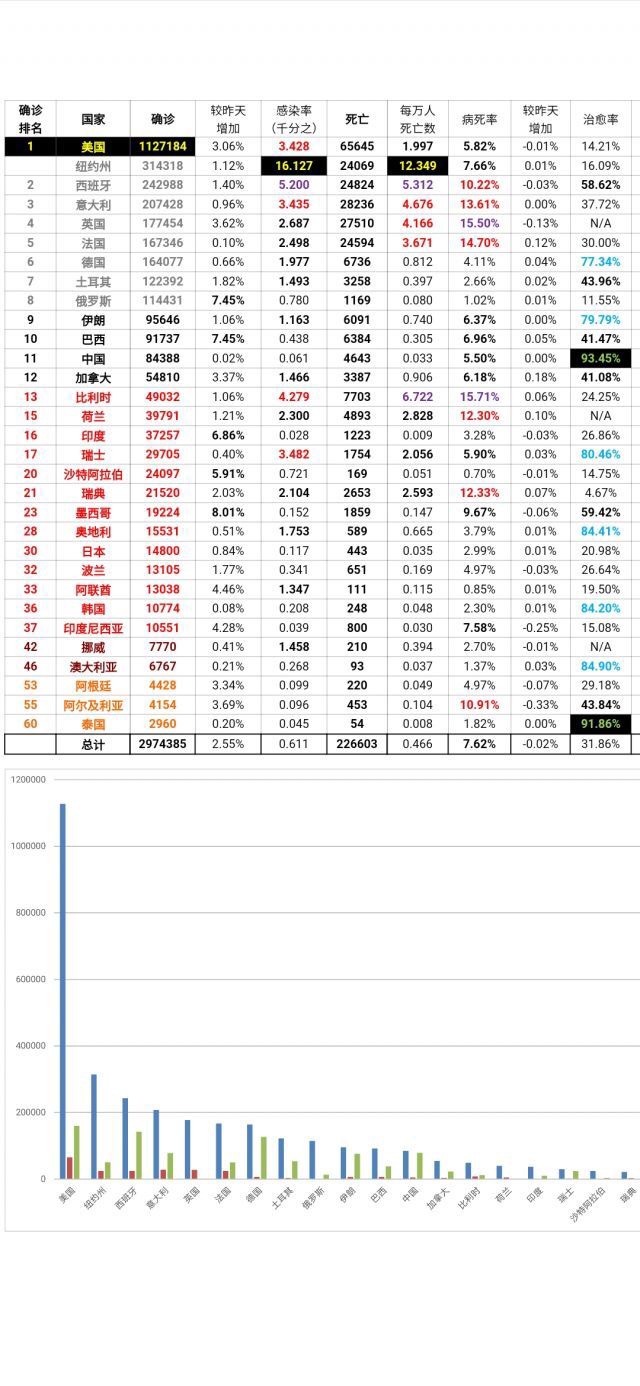 确诊排名 国家 确诊 较昨天增加 感染率（千分之） 死亡 每万人死亡数 病死率 较昨天增加 治愈率
1 美国 1127184 3.06% 3.428 65645 1.997 5.82% -0.01% 14.21%
纽约州 314318 1.12% 16.127 24069 12.349 7.66% 0.01% 16.09%
2 西班牙 242988 1.40% 5.200 24824 5.312 10.22% -0.03% 58.62%
3 意大利 207428 0.96% 3.435 28236 4.676 13.61% 0.00% 37.72%
4 英国 177454 3.62% 2.687 27510 4.166 15.50% -0.13% N/A
5 法国 167346 0.10% 2.498 24594 3.671 14.70% 0.12% 30.00%
6 德国 164077 0.66% 1.977 6736 0.812 4.11% 0.04% 77.34%
7 土耳其 122392 1.82% 1.493 3258 0.397 2.66% 0.02% 43.96%
8 俄罗斯 114431 7.45% 0.780 1169 0.080 1.02% 0.01% 11.55%
9 伊朗 95646 1.06% 1.163 6091 0.740 6.37% 0.00% 79.79%
10 巴西 91737 7.45% 0.438 6384 0.305 6.96% 0.05% 41.47%
11 中国 84388 0.02% 0.061 4643 0.033 5.50% 0.00% 93.45%
12 加拿大 54810 3.37% 1.466 3387 0.906 6.18% 0.18% 41.08%
13 比利时 49032 1.06% 4.279 7703 6.722 15.71% 0.06% 24.25%
15 荷兰 39791 1.21% 2.300 4893 2.828 12.30% 0.10% N/A
16 印度 37257 6.86% 0.028 1223 0.009 3.28% -0.03% 26.86%
17 瑞士 29705 0.40% 3.482 1754 2.056 5.90% 0.03% 80.46%
20 沙特阿拉伯 24097 5.91% 0.721 169 0.051 0.70% -0.01% 14.75%
21 瑞典 21520 2.03% 2.104 2653 2.593 12.33% 0.07% 4.67%
23 墨西哥 19224 8.01% 0.152 1859 0.147 9.67% -0.06% 59.42%
28 奥地利 15531 0.51% 1.753 589 0.665 3.79% 0.01% 84.41%
30 日本 14800 0.84% 0.117 443 0.035 2.99% 0.01% 20.98%
32 波兰 13105 1.77% 0.341 651 0.169 4.97% -0.03% 26.64%
33 阿联酋 13038 4.46% 1.347 111 0.115 0.85% 0.01% 19.50%
36 韩国 10774 0.08% 0.208 248 0.048 2.30% 0.01% 84.20%
37 印度尼西亚 10551 4.28% 0.039 800 0.030 7.58% -0.25% 15.08%
42 挪威 7770 0.41% 1.458 210 0.394 2.70% -0.01% N/A
46 澳大利亚 6767 0.21% 0.268 93 0.037 1.37% 0.03% 84.90%
53 阿根廷 4428 3.34% 0.099 220 0.049 4.97% -0.07% 29.18%
55 阿尔及利亚 4154 3.69% 0.096 453 0.104 10.91% -0.33% 43.84%
60 泰国 2960 0.20% 0.045 54 0.008 1.82% 0.00% 91.86%
总计 2974385 2.55% 0.611 226603 0.466 7.62% -0.02% 31.86%
1200000
1000000
800000
600000
400000
200000
0
美国 纽约州 西班牙 意大利 英国 法国 德国 土耳其 俄罗斯 伊朗 巴西 中国 加拿大 比利时 荷兰 印度 瑞士 沙特阿拉伯 瑞典